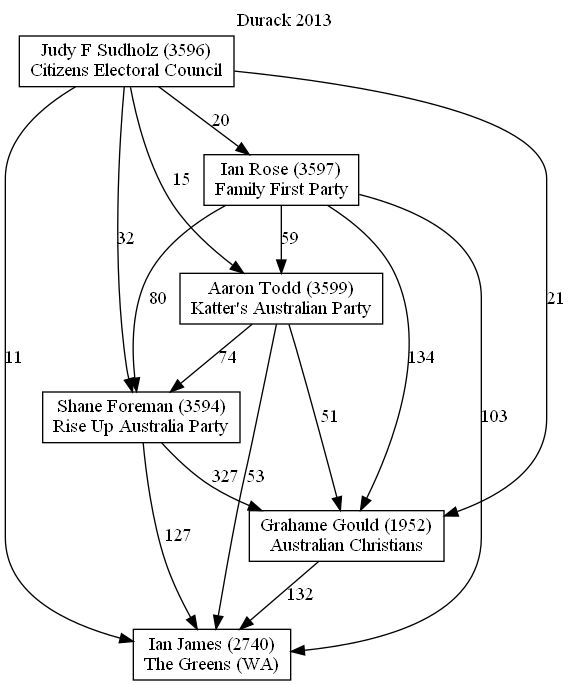 Durack 2013
Judy F Sudholz (3596)
Citizens Electoral Council
20
Ian Rose (3597)
Family First Party
15
32
59
80
Aaron Todd (3599)
Katter's Australian Party
21
11
74
134
Shane Foreman (3594)
Rise Up Australia Party
51
103
327
53
Grahame Gould (1952)
Australian Christians
127
132
Ian James (2740)
The Greens (WA)